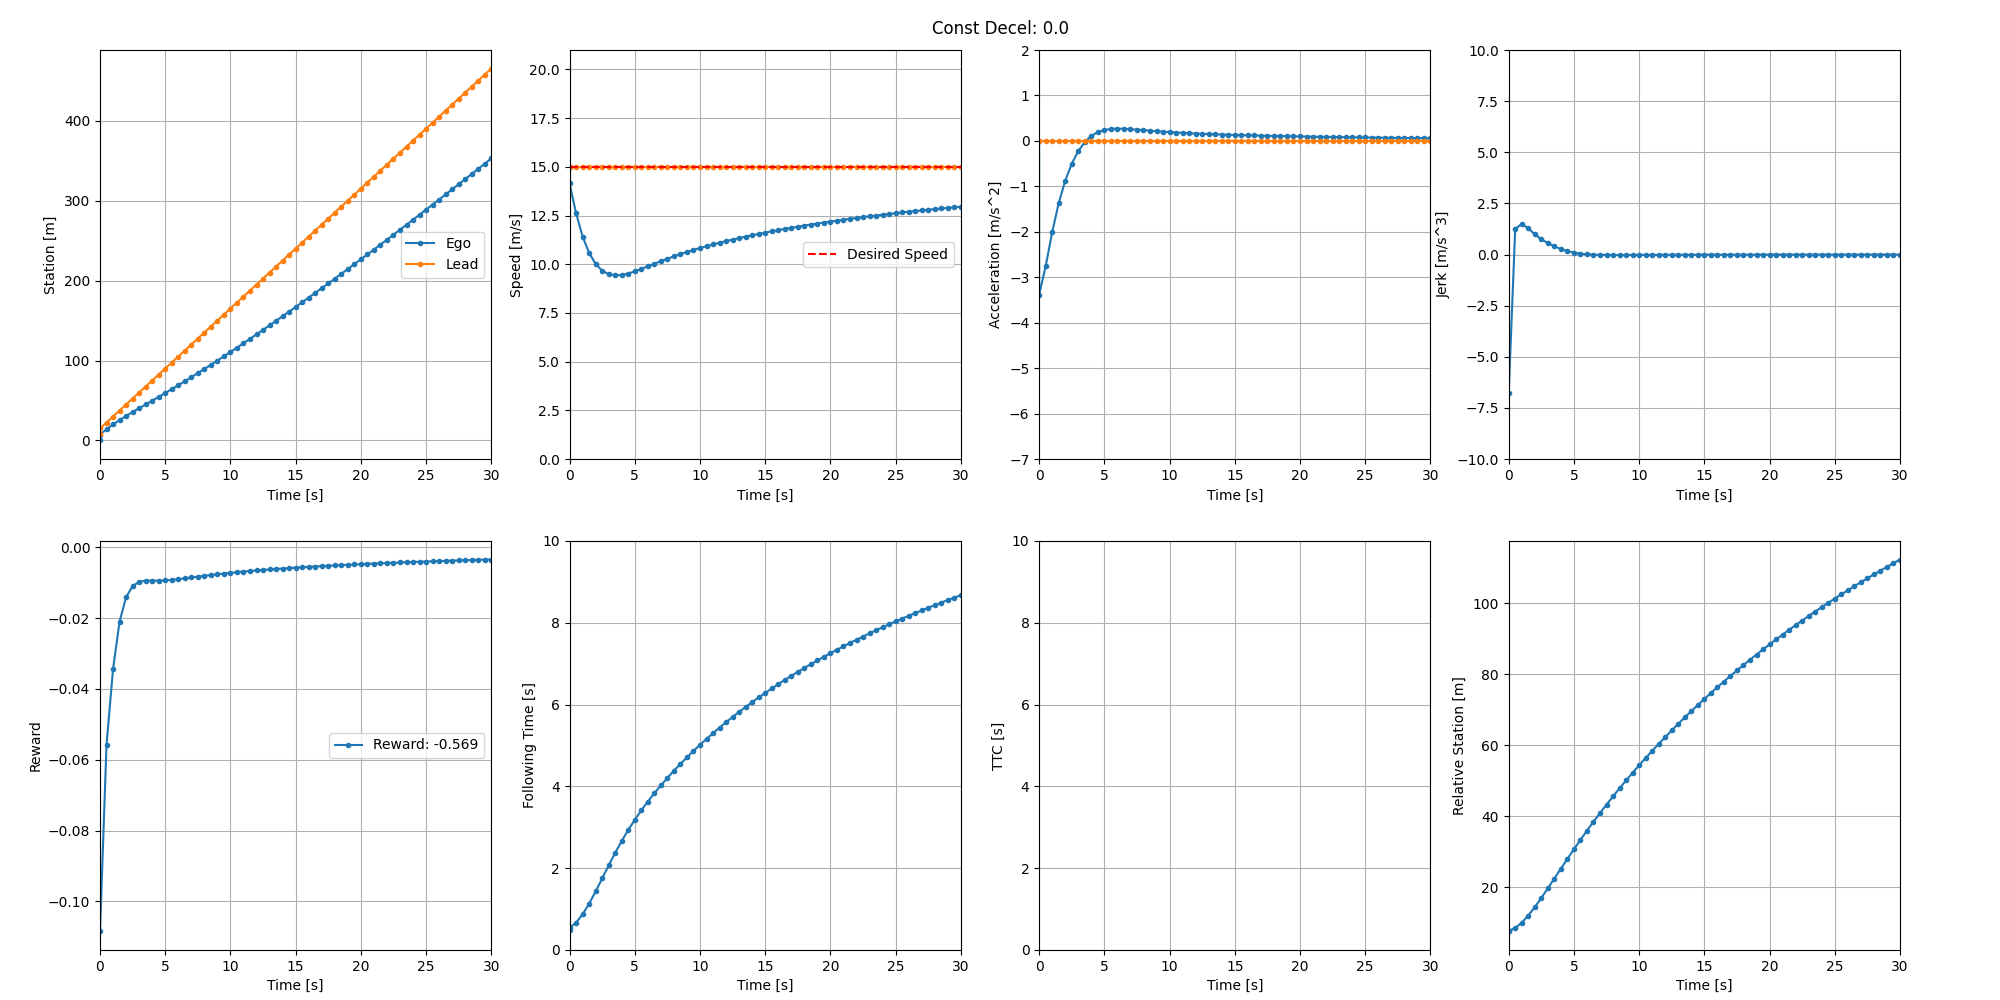 Const Decel: 0.0
Station [m]
400
300
200
100
0
Ego
Lead
0 5 10 15 20 25 30
Time [s]
Speed [m/s]
20.0
17.5
15.0
12.5
10.0
7.5
5.0
2.5
0.0
Desired Speed
0 5 10 15 20 25 30
Time [s]
Acceleration [m/s^2]
2
1
0
−1
−2
−3
−4
−5
−6
−7
0 5 10 15 20 25 30
Time [s]
Jerk [m/s^3]
10.0
7.5
5.0
2.5
0.0
−2.5
−5.0
−7.5
−10.0
0 5 10 15 20 25 30
Time [s]
Reward
0.00
−0.02
−0.04
−0.06
−0.08
−0.10
Reward: -0.569
0 5 10 15 20 25 30
Time [s]
Following Time [s]
10
8
6
4
2
0
0 5 10 15 20 25 30
Time [s]
TTC [s]
10
8
6
4
2
0
0 5 10 15 20 25 30
Time [s]
Relative Station [m]
100
80
60
40
20
0 5 10 15 20 25 30
Time [s]